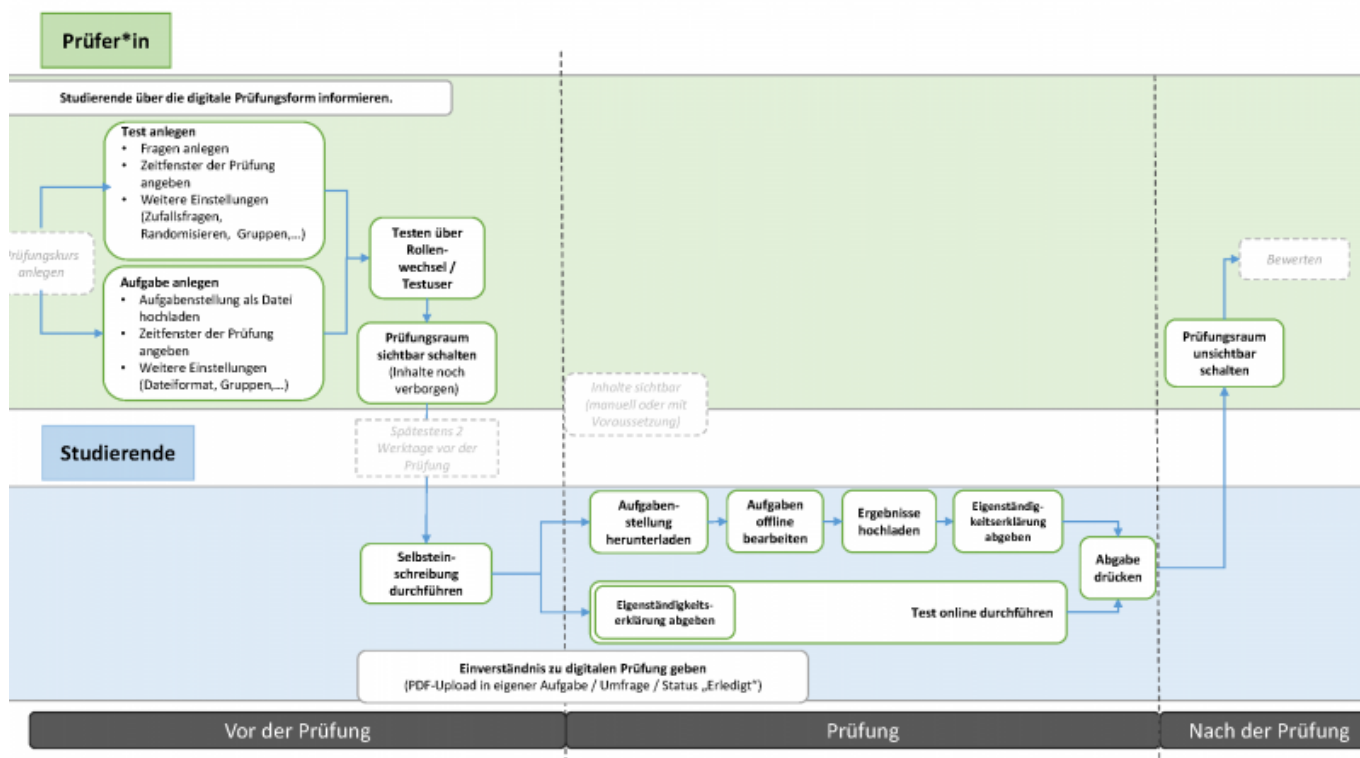 Prüfer*in
Studierende über die digitale Prüfungsform informieren.
Test anlegen
• Fragen anlegen
• Zeitfenster der Prüfung
angeben
• Weitere Einstellungen
(Zufallsfragen,
Randomisieren, Gruppen,...)
Prüfungskurs
anlegen
Aufgabe anlegen
• Aufgabenstellung als Datei
hochladen
• Zeitfenster der Prüfung
angeben
• Weitere Einstellungen
(Dateiformat, Gruppen,...)
Testen über
Rollen-
wechsel /
Testuser
Prüfungsraum
sichtbar schalten
(Inhalte noch
verborgen)
Inhalte sichtbar
(manuell oder mit
Voraussetzung)
Bewerten
Prüfungsraum
unsichtbar
schalten
Studierende
Spätestens 2
Werktage vor der
Prüfung
Selbstein-
schreibung
durchführen
Aufgaben-
stellung
herunterladen
Aufgaben
offline
bearbeiten
Ergebnisse
hochladen
Eigenständig-
keitserklärung
abgeben
Abgabe
drücken
Eigenständigkeits-
erklärung abgeben
Test online durchführen
Einverständnis zu digitalen Prüfung geben
(PDF-Upload in eigener Aufgabe / Umfrage / Status „Erledigt“)
Vor der Prüfung
Prüfung
Nach der Prüfung